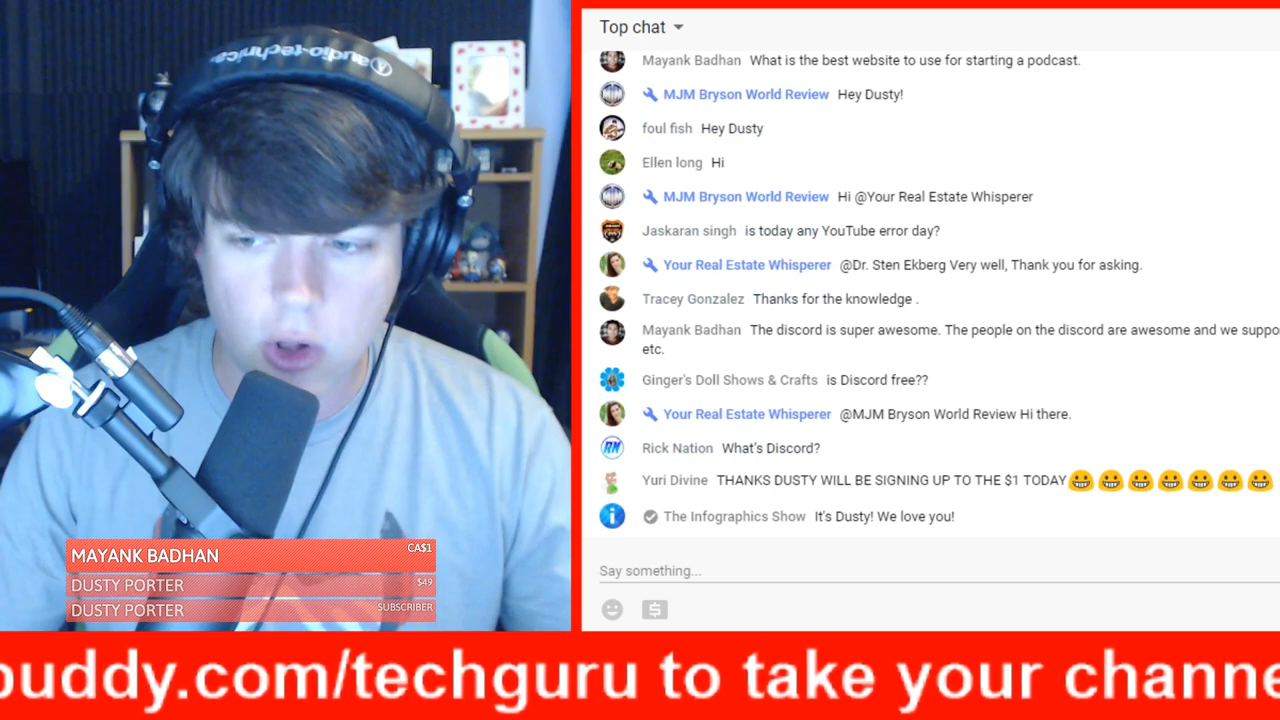 audio-technica
Top chat
Mayank Badhan What is the best website to use for starting a podcast.
MJM Bryson World Review Hey Dusty!
foul fish Hey Dusty
Ellen long Hi
MJM Bryson World Review Hi @Your Real Estate Whisperer
Jaskaran singh is today any YouTube error day?
Your Real Estate Whisperer @Dr. Sten Ekberg Very well, Thank you for asking.
Tracey Gonzalez Thanks for the knowledge .
Mayank Badhan The discord is super awesome. The people on the discord are awesome and we suppo
etc.
Ginger's Doll Shows & Crafts is Discord free??
Your Real Estate Whisperer @MJM Bryson World Review Hi there.
RN Rick Nation What's Discord?
Yuri Divine THANKS DUSTY WILL BE SIGNING UP TO THE $1 TODAY
The Infographics Show It's Dusty! We love you!
Say something...
MAYANK BADHAN CA$1
DUSTY PORTER $49
DUSTY PORTER SUBSCRIBER
buddy.com/techguru to take your channe